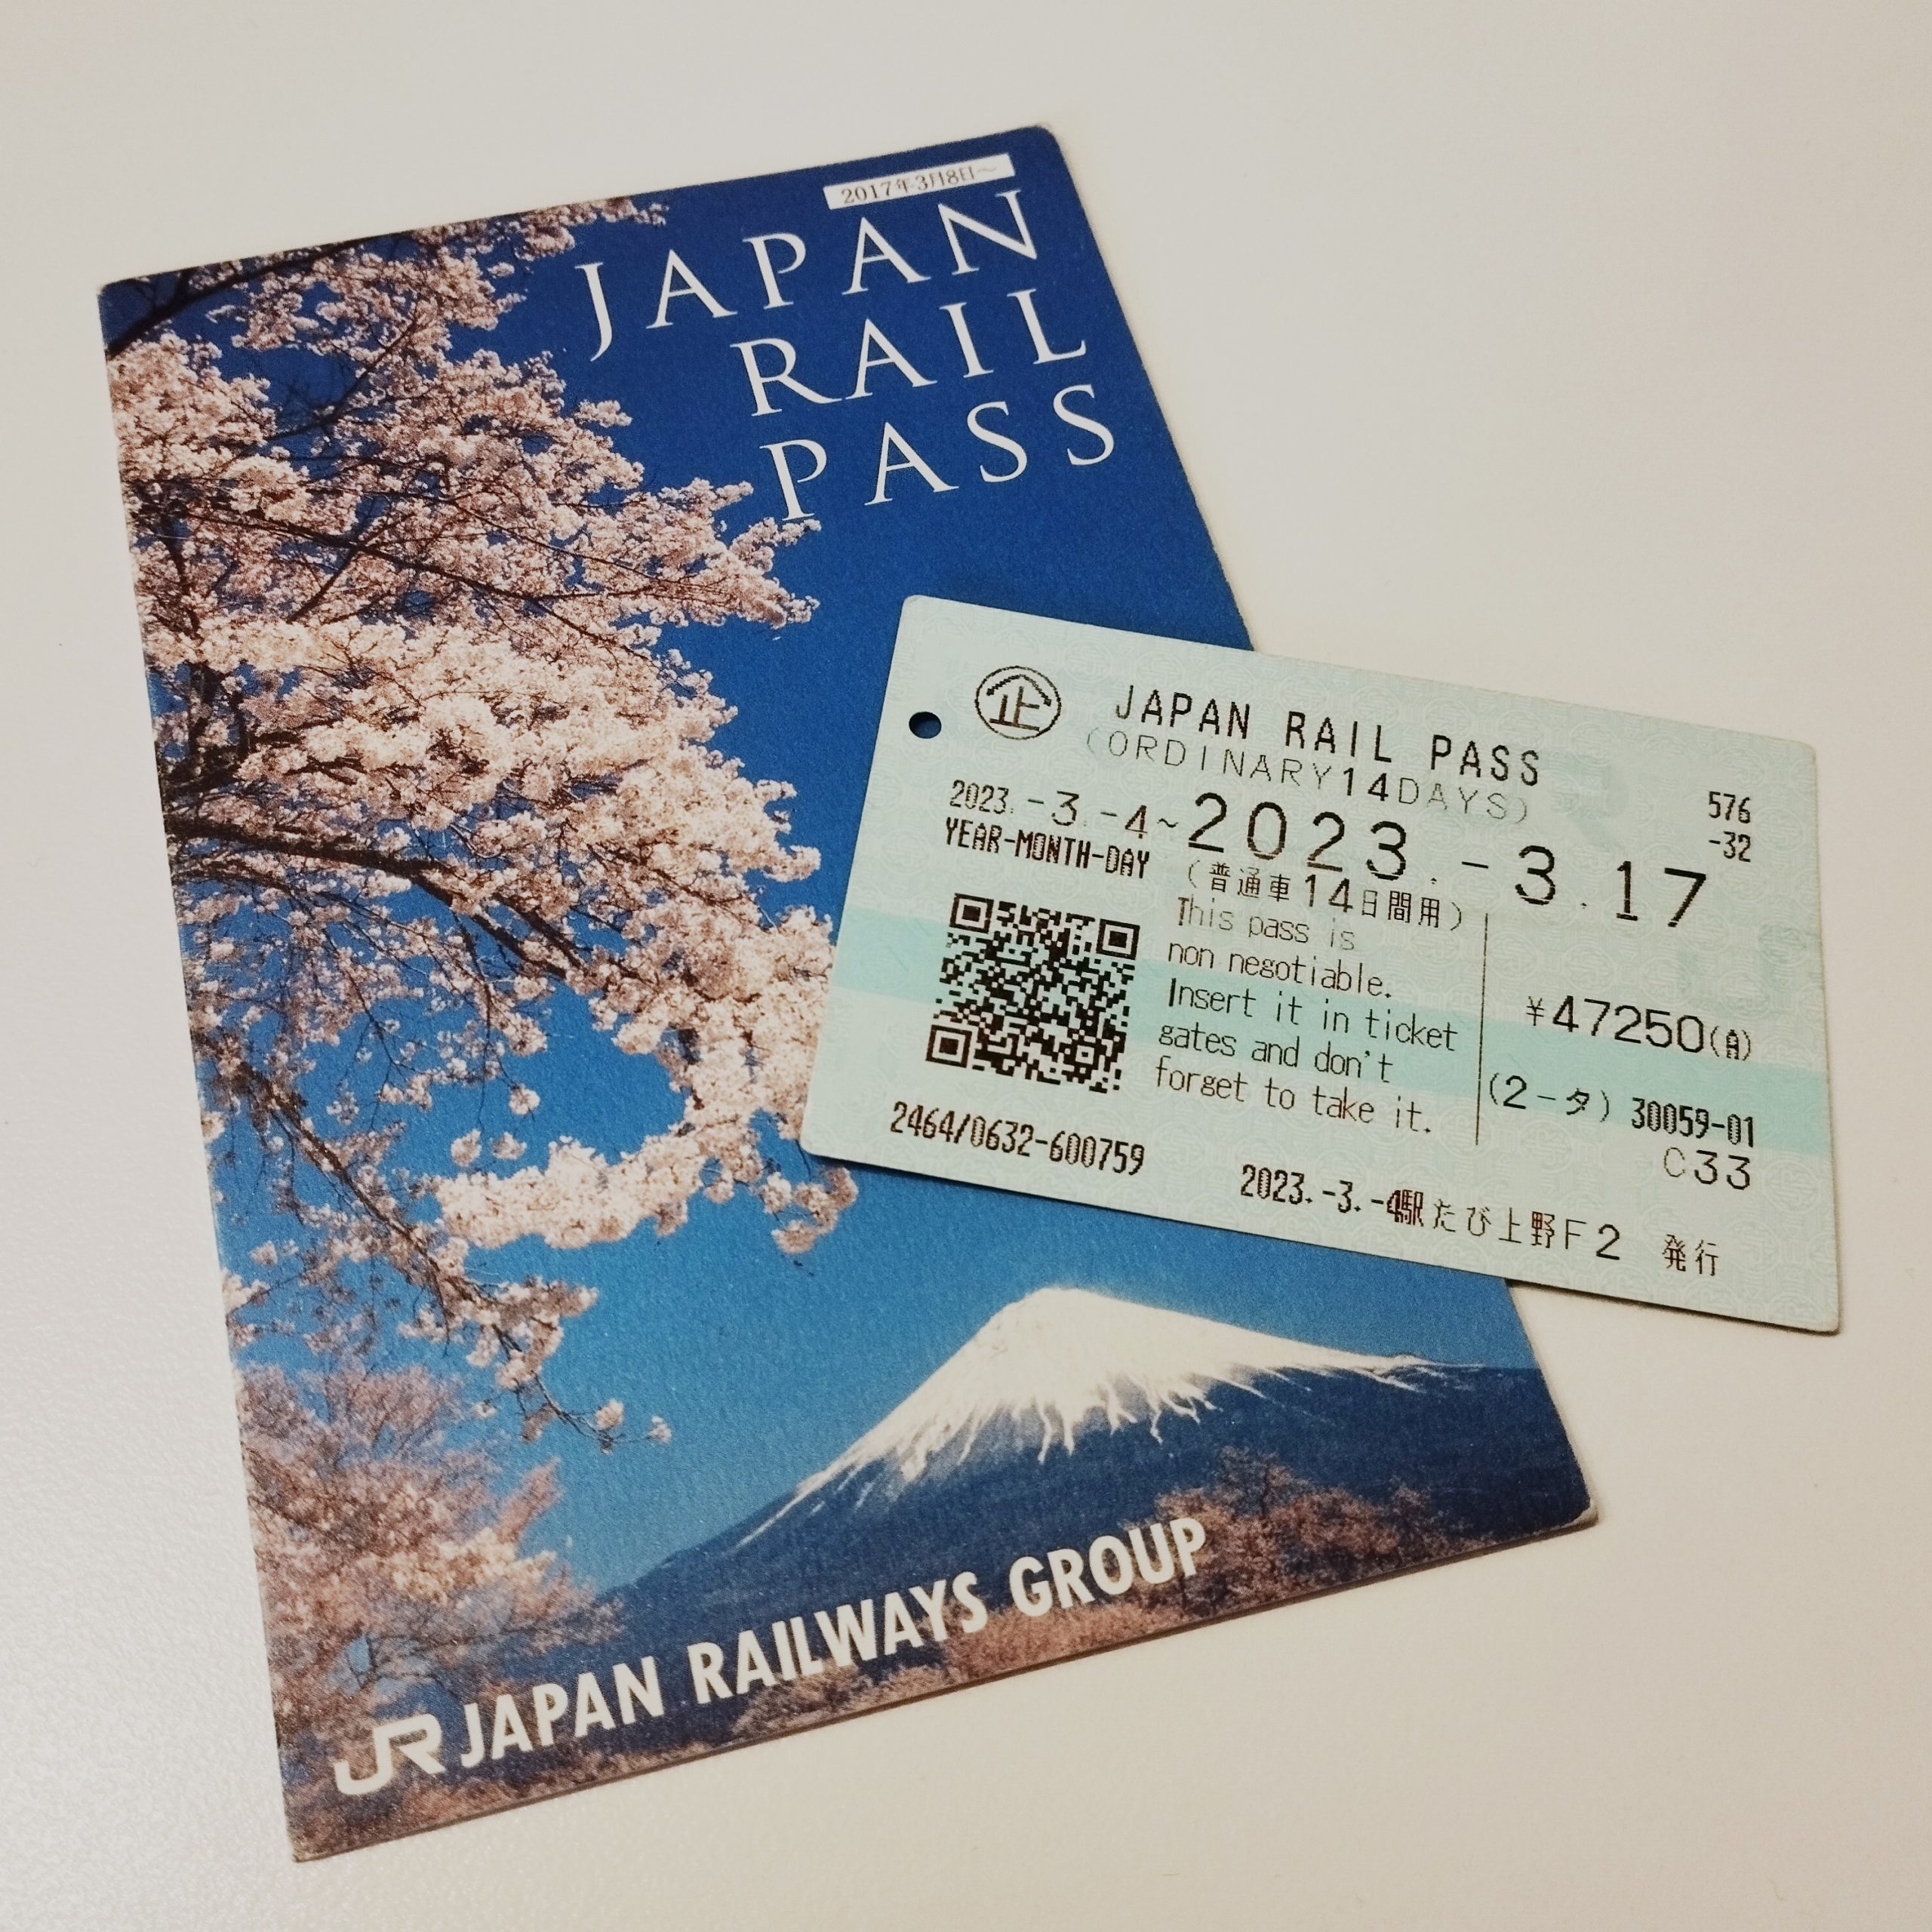 2017年3月8日～
JAPAN
RAIL
PASS
企 JAPAN RAIL PASS
(ORDINARY14DAYS)
576
-32
2023.-3.-4~2023.-3.17
YEAR-MONTH-DAY
(普通車14日間用)
This pass is
non negotiable.
Insert it in ticket
gates and don't
forget to take it.
¥47250
(2-タ) 30059-01
C33
2464/0632-600759
2023.-3.-4駅たび上野F2 発行
JR JAPAN RAILWAYS GROUP